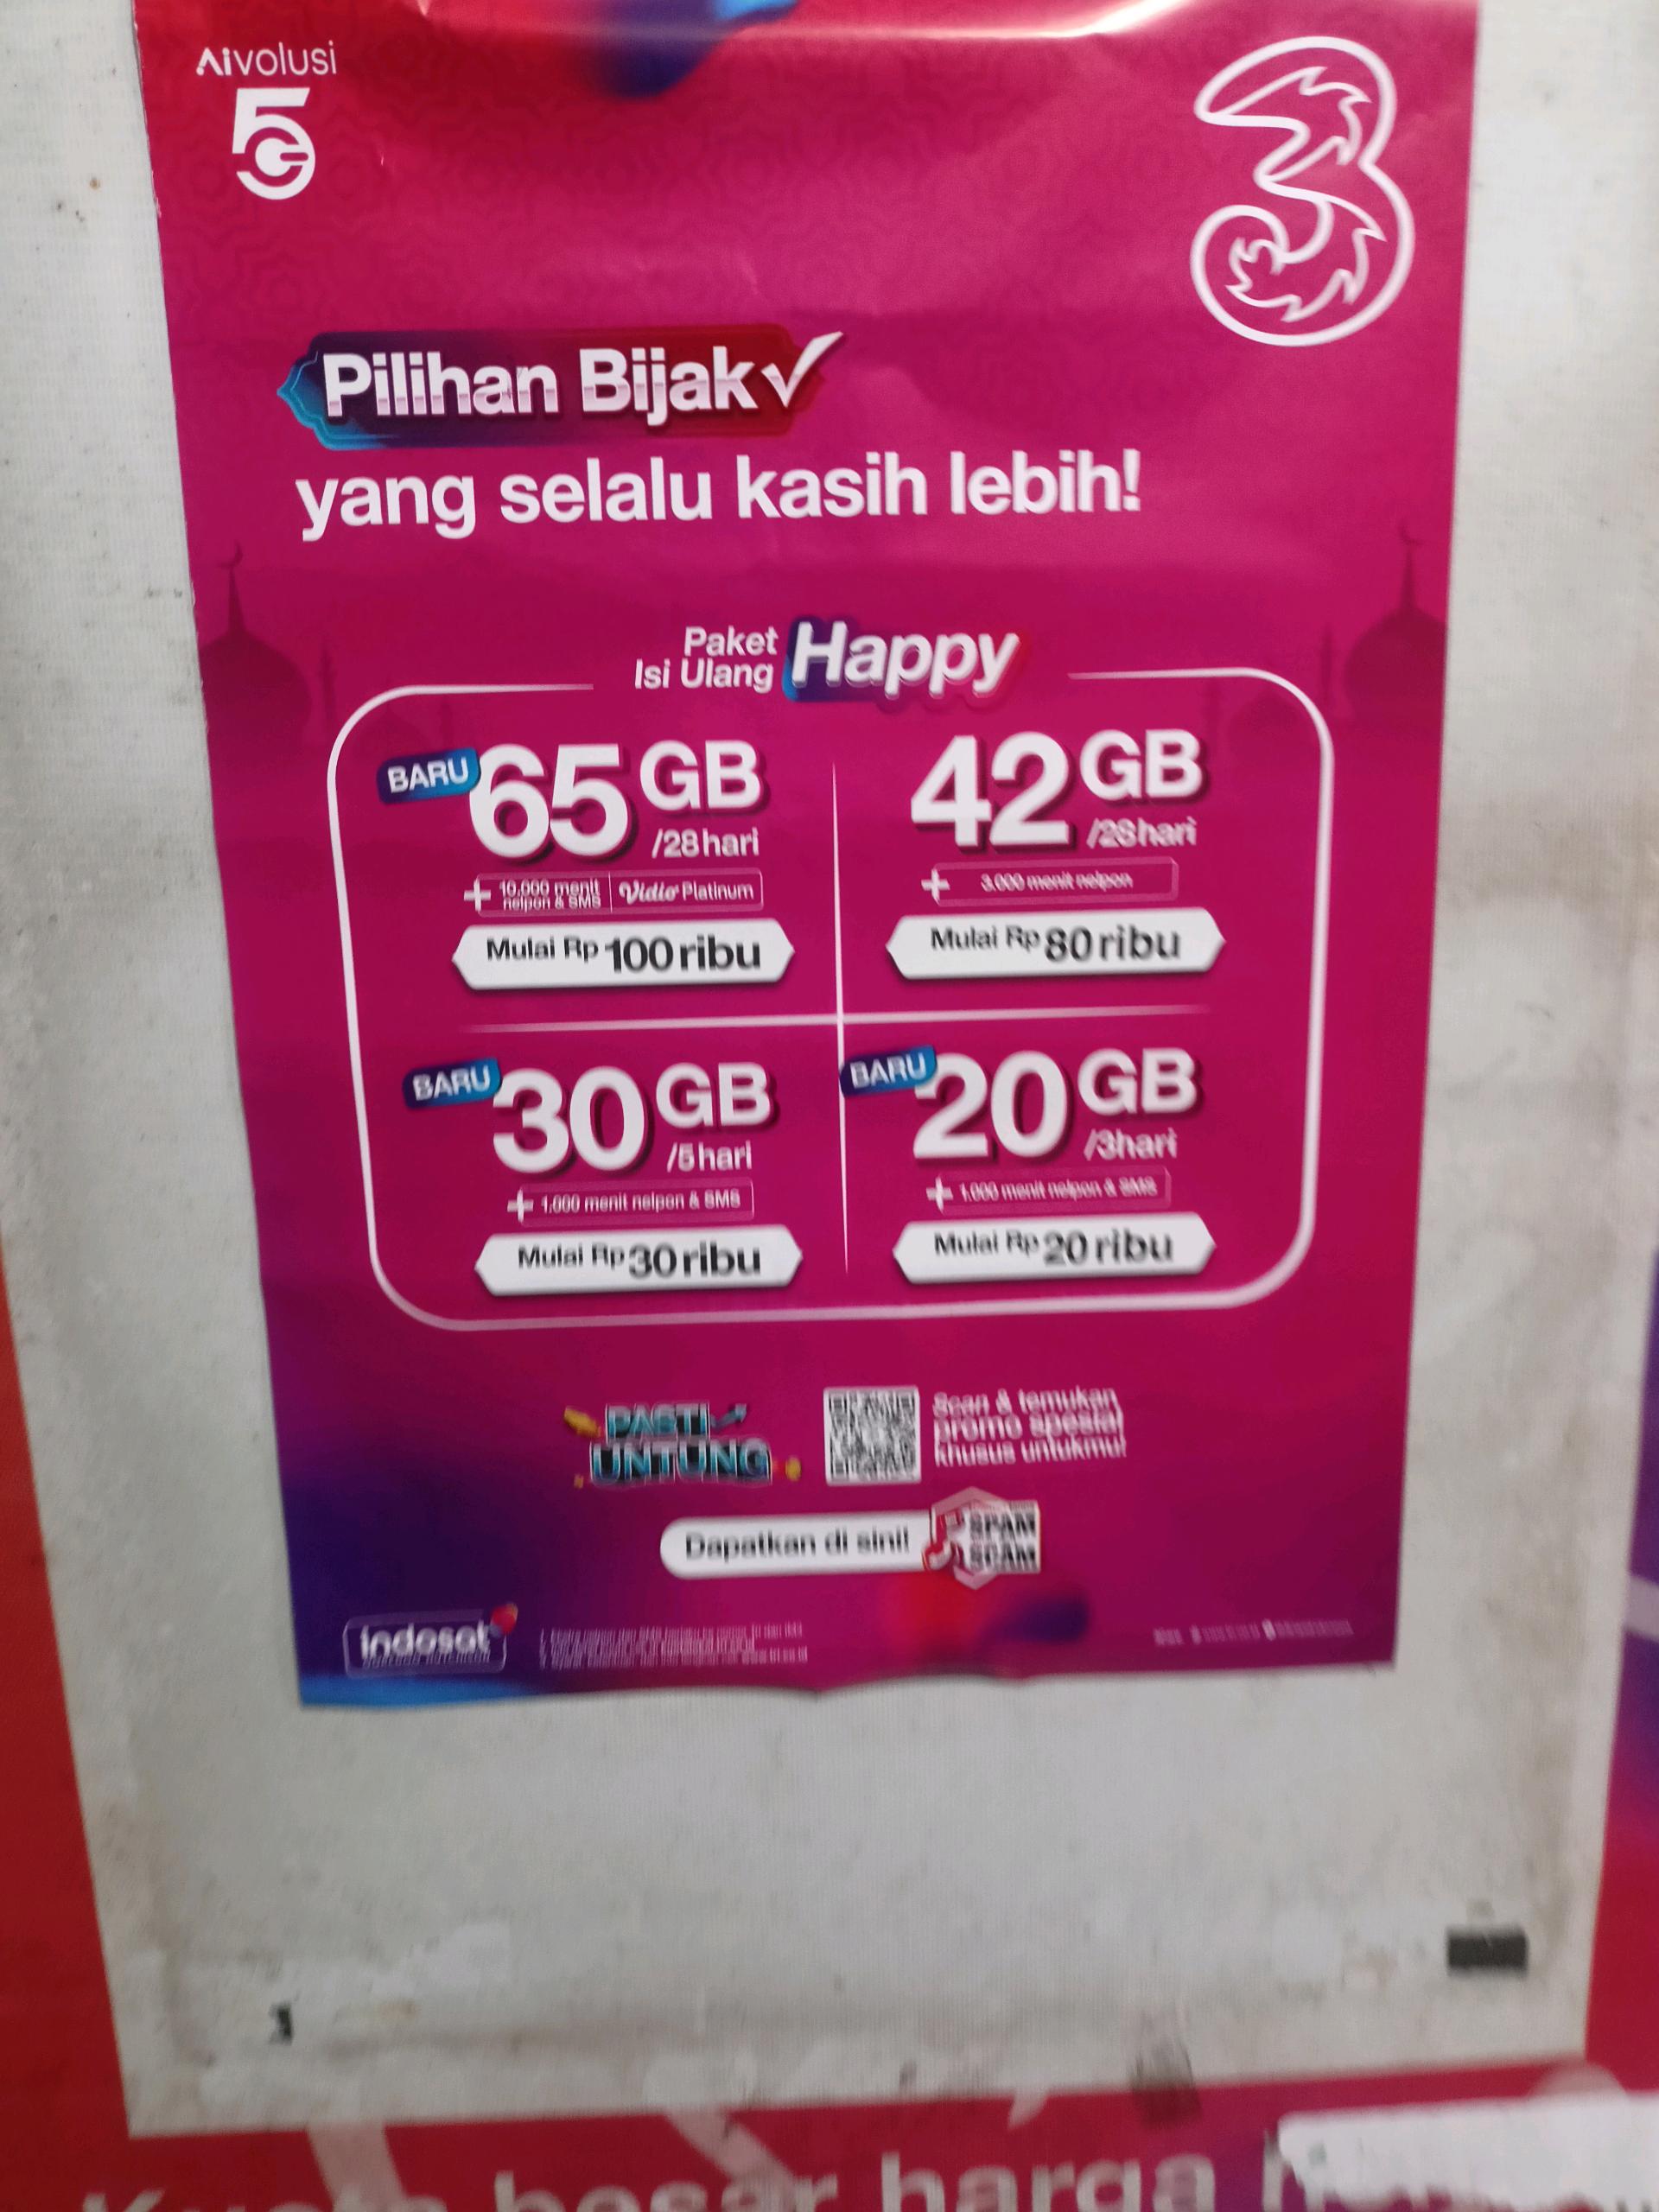 Aivolusi
5G
3
Pilihan Bijak
yang selalu kasih lebih!
Paket
Isi Ulang
Happy
BARU
65 GB
/28 hari
+ 10.000 menit
nelpon & SMS
Vidio Platinum
Mulai Rp 100 ribu
42 GB
/28 hari
+ 3.000 menit nelpon
Mulai Rp 80 ribu
BARU
30 GB
/5 hari
+ 1.000 menit nelpon & SMS
Mulai Rp 30 ribu
BARU
20 GB
/3 hari
+ 1.000 menit nelpon & SMS
Mulai Rp 20 ribu
PASTI
UNTUNG
Scan & temukan
promo spesial
khusus untukmu!
Dapatkan di sini!
SPAM
SCAM
indosat
besar harga